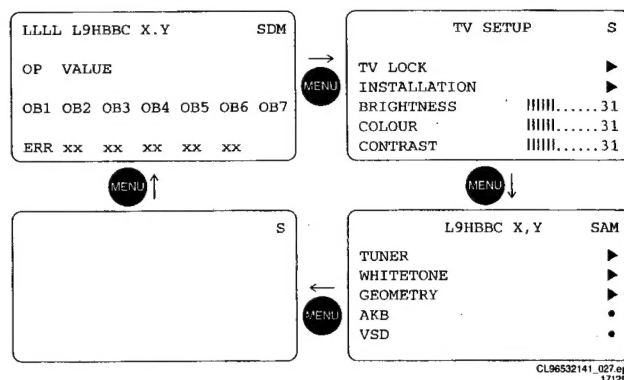 LLLL L9HBBC X.Y SDM
OP VALUE
OB1 OB2 OB3 OB4 OB5 OB6 OB7
ERR xx xx xx xx xx
MENU
TV SETUP S
TV LOCK ▶
INSTALLATION ▶
BRIGHTNESS ......31
COLOUR ......31
CONTRAST ......31
MENU
L9HBBC X,Y SAM
TUNER ▶
WHITETONE ▶
GEOMETRY ▶
AKB •
VSD •
MENU
S
MENU